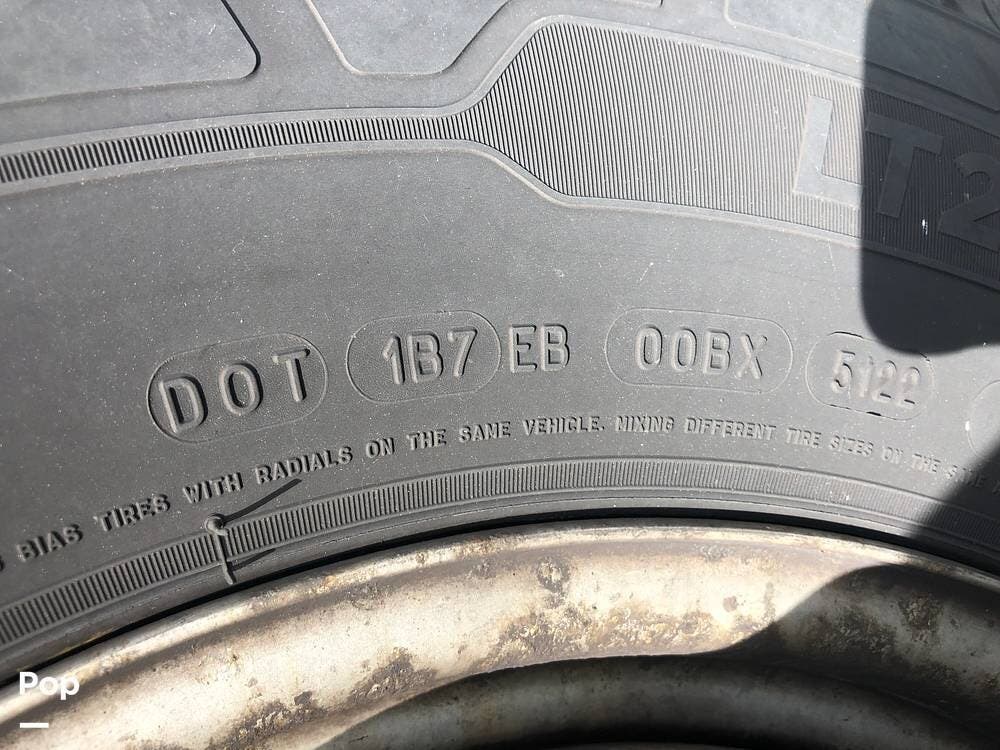 LT2
DOT 1B7 EB 00BX 5122
BIAS TIRES WITH RADIALS ON THE SAME VEHICLE. MIXING DIFFERENT TIRE SIZES ON THE
Pop